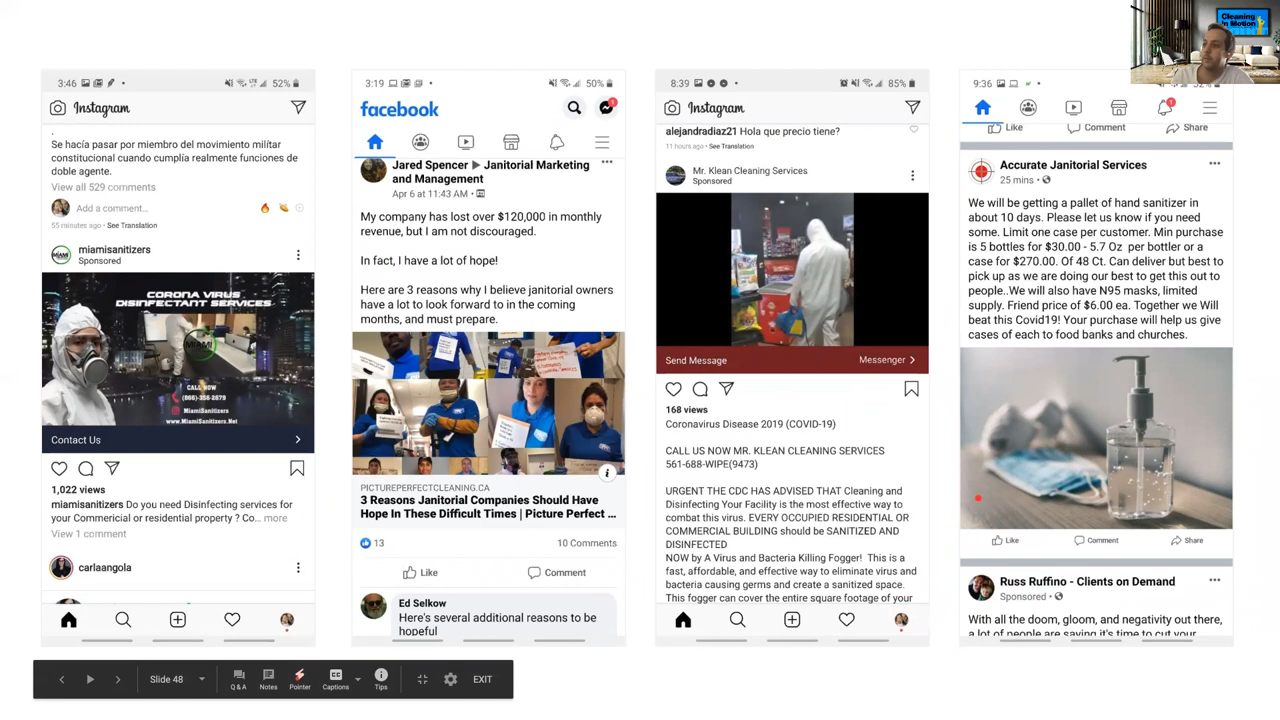 Cleaning
In Motion
3:46
LTE
52%
Instagram
.
Se hacía pasar por miembro del movimiento milítar
constitucional cuando cumplía realmente funciones de
doble agente.
View all 529 comments
Add a comment...
55 minutes ago • See Translation
miamisanitizers
Sponsored
CORONA VIRUS
DISINFECTANT SERVICES
MIAMI
CALL NOW
(866)-356-2679
MiamiSanitizers
www.MiamiSanitizers.Net
Contact Us
1,022 views
miamisanitizers Do you need Disinfecting services for
your Commericial or residential property ? Co... more
View 1 comment
carlaangola
3:19
50%
facebook
1
Jared Spencer ▶ Janitorial Marketing
and Management
Apr 6 at 11:43 AM •
My company has lost over $120,000 in monthly
revenue, but I am not discouraged.
In fact, I have a lot of hope!
Here are 3 reasons why I believe janitorial owners
have a lot to look forward to in the coming
months, and must prepare.
PICTUREPERFECTCLEANING.CA
3 Reasons Janitorial Companies Should Have
Hope In These Difficult Times | Picture Perfect ...
13
10 Comments
Like
Comment
Ed Selkow
Here's several additional reasons to be
hopeful
8:39
85%
Instagram
alejandradiaz21 Hola que precio tiene?
11 hours ago • See Translation
Mr. Klean Cleaning Services
Sponsored
Send Message
Messenger
168 views
Coronavirus Disease 2019 (COVID-19)
CALL US NOW MR. KLEAN CLEANING SERVICES
561-688-WIPE(9473)
URGENT THE CDC HAS ADVISED THAT Cleaning and
Disinfecting Your Facility is the most effective way to
combat this virus. EVERY OCCUPIED RESIDENTIAL OR
COMMERCIAL BUILDING should be SANITIZED AND
DISINFECTED
NOW by A Virus and Bacteria Killing Fogger! This is a
fast, affordable, and effective way to eliminate virus and
bacteria causing germs and create a sanitized space.
This fogger can cover the entire square footage of your
9:36
1
Like
Comment
Share
Accurate Janitorial Services
25 mins •
We will be getting a pallet of hand sanitizer in
about 10 days. Please let us know if you need
some. Limit one case per customer. Min purchase
is 5 bottles for $30.00 - 5.7 Oz per bottler or a
case for $270.00. Of 48 Ct. Can deliver but best to
pick up as we are doing our best to get this out to
people..We will also have N95 masks, limited
supply. Friend price of $6.00 ea. Together we Will
beat this Covid19! Your purchase will help us give
cases of each to food banks and churches.
Like
Comment
Share
Russ Ruffino - Clients on Demand
Sponsored •
With all the doom, gloom, and negativity out there,
a lot of people are saying it's time to cut your
Slide 48
Q & A
Notes
Pointer
CC
Captions
Tips
EXIT